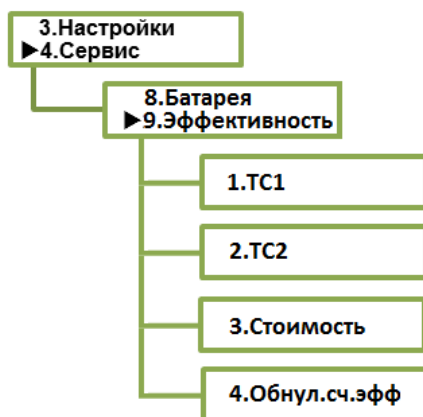 3.Настройки
▶4.Сервис
8.Батарея
▶9.Эффективность
1.ТС1
2.ТС2
3.Стоимость
4.Обнул.сч.эфф